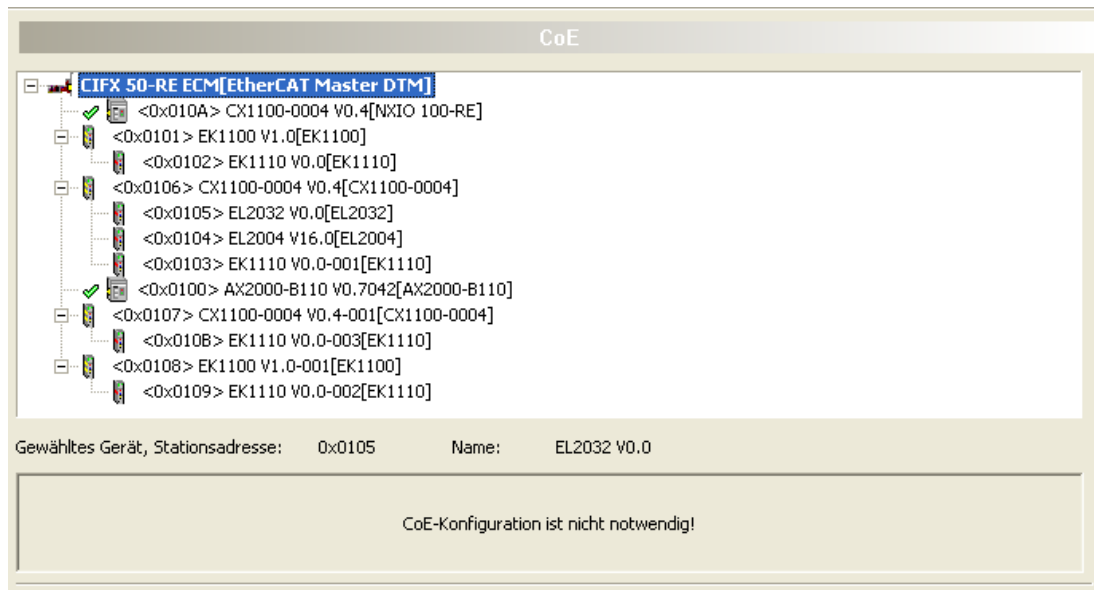 CoE
CIFX 50-RE ECM[EtherCAT Master DTM]
<0x010A> CX1100-0004 V0.4[NXIO 100-RE]
<0x0101> EK1100 V1.0[EK1100]
<0x0102> EK1110 V0.0[EK1110]
<0x0106> CX1100-0004 V0.4[CX1100-0004]
<0x0105> EL2032 V0.0[EL2032]
<0x0104> EL2004 V16.0[EL2004]
<0x0103> EK1110 V0.0-001[EK1110]
<0x0100> AX2000-B110 V0.7042[AX2000-B110]
<0x0107> CX1100-0004 V0.4-001[CX1100-0004]
<0x010B> EK1110 V0.0-003[EK1110]
<0x0108> EK1100 V1.0-001[EK1100]
<0x0109> EK1110 V0.0-002[EK1110]
Gewähltes Gerät, Stationsadresse: 0x0105 Name: EL2032 V0.0
CoE-Konfiguration ist nicht notwendig!